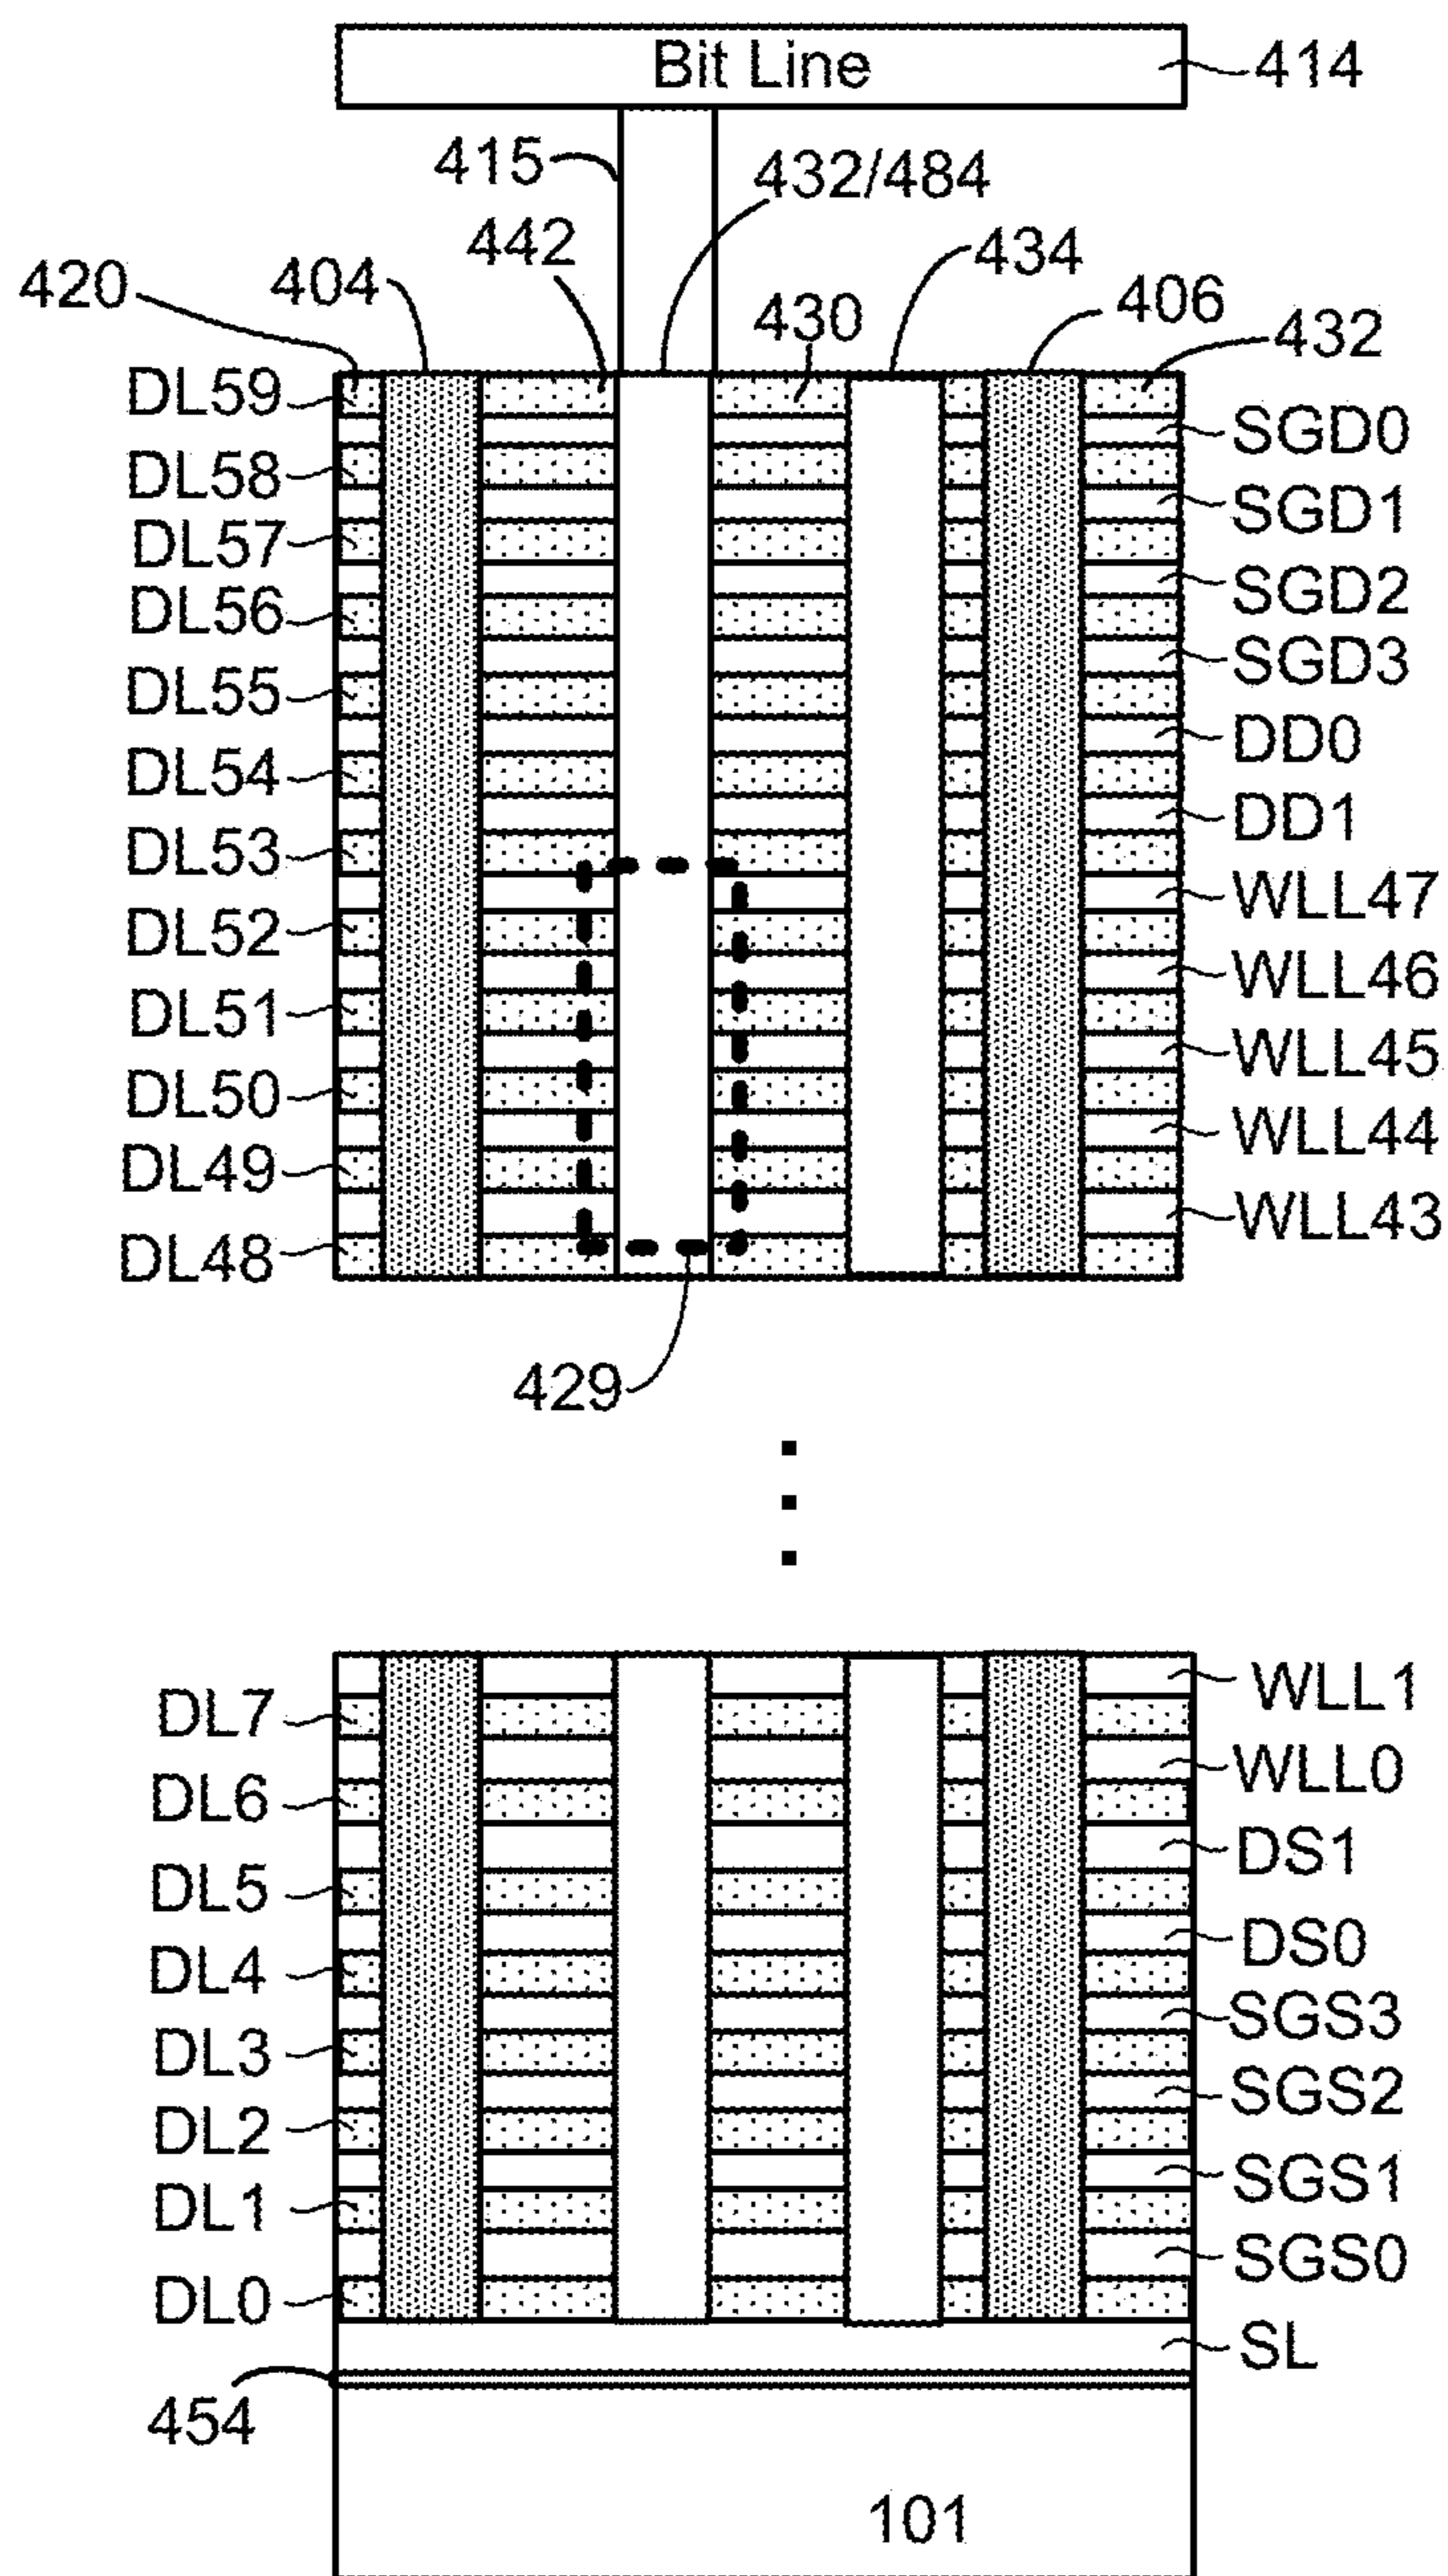 Bit Line
414
415
432/484
442
434
420
404
430
406
432
DL59
SGD0
DL58
SGD1
DL57
SGD2
DL56
SGD3
DL55
DD0
DL54
DD1
DL53
WLL47
DL52
WLL46
DL51
WLL45
DL50
WLL44
DL49
WLL43
DL48
429
WLL1
DL7
WLL0
DL6
DS1
DL5
DS0
DL4
SGS3
DL3
SGS2
DL2
SGS1
DL1
SGS0
DL0
SL
454
101